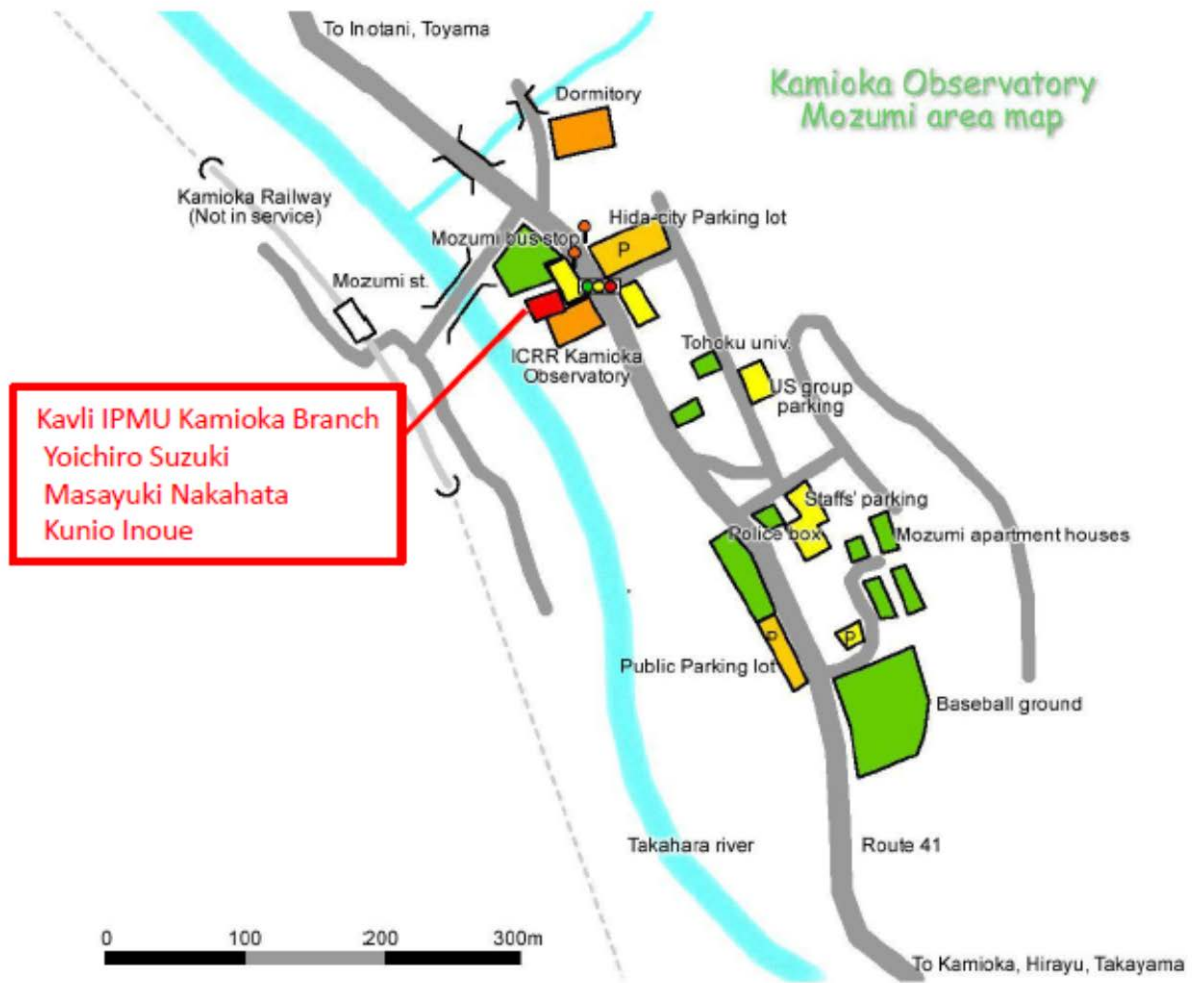 To Inotani, Toyama
Kamioka Observatory
Mozumi area map
Dormitory
Kamioka Railway
(Not in service)
Hida-city Parking lot
Mozumi bus stop
P
Mozumi st.
ICRR Kamioka
Observatory
Tohoku univ.
US group
parking
Kavli IPMU Kamioka Branch
Yoichiro Suzuki
Masayuki Nakahata
Kunio Inoue
Staffs' parking
Police box
Mozumi apartment houses
P
P
Public Parking lot
Baseball ground
Takahara river
Route 41
0 100 200 300m
To Kamioka, Hirayu, Takayama